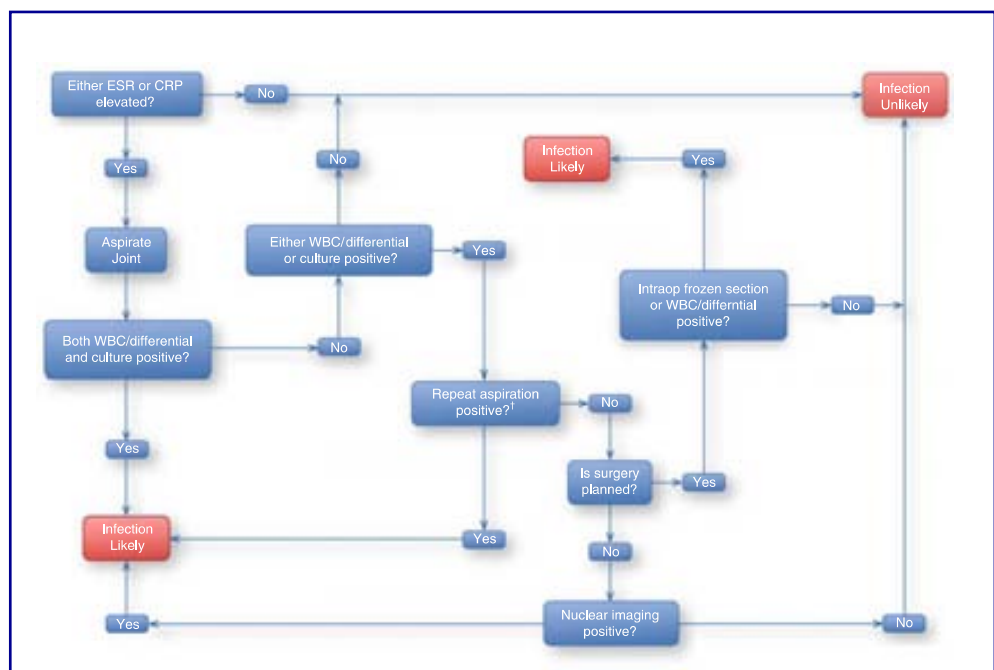 Either ESR or CRP
elevated?
No
Infection
Unlikely
Yes
Infection
Likely
Yes
No
Aspirate
Joint
Either WBC/differential
or culture positive?
Yes
Intraop frozen section
or WBC/differntial
positive?
No
Both WBC/differential
and culture positive?
No
Repeat aspiration
positive?†
No
Yes
Is surgery
planned?
Yes
Infection
Likely
Yes
No
Yes
Nuclear imaging
positive?
No